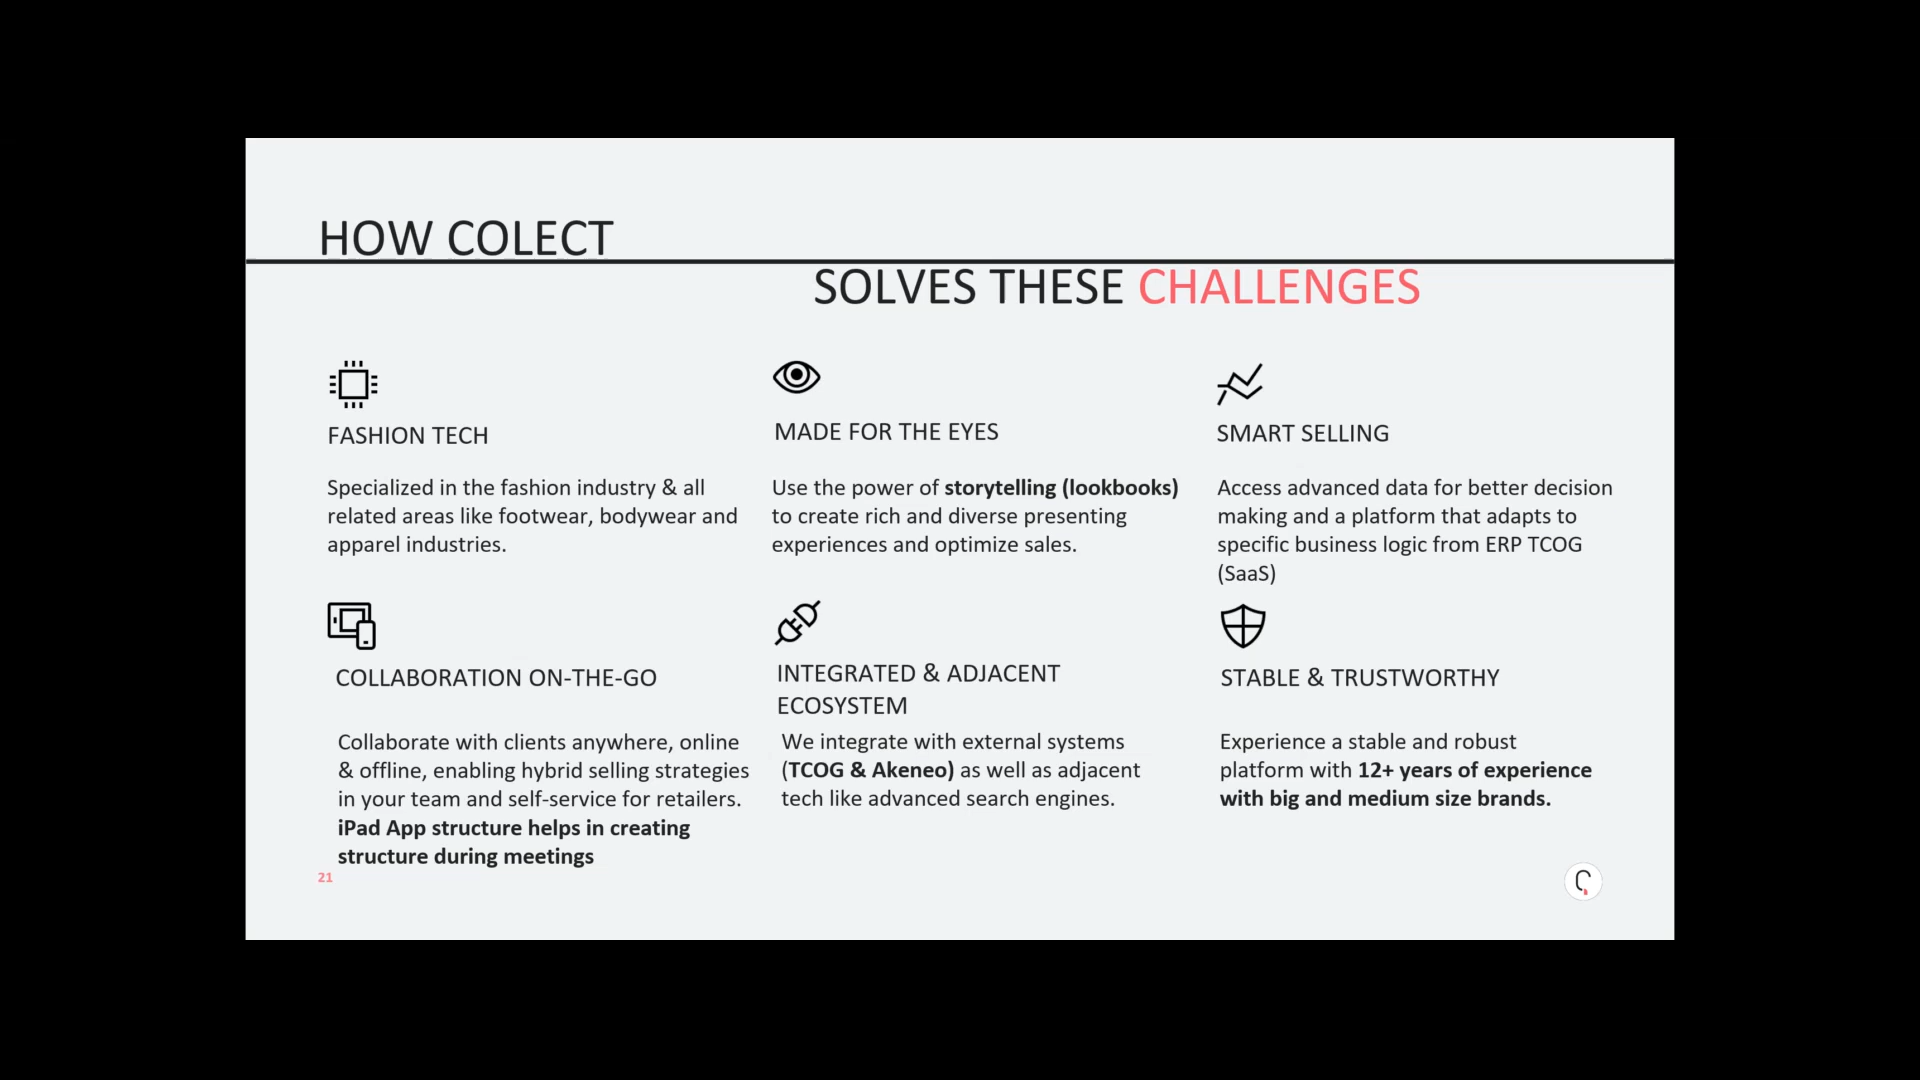 HOW COLECT
SOLVES THESE CHALLENGES
FASHION TECH
Specialized in the fashion industry & all
related areas like footwear, bodywear and
apparel industries.
MADE FOR THE EYES
Use the power of storytelling (lookbooks)
to create rich and diverse presenting
experiences and optimize sales.
SMART SELLING
Access advanced data for better decision
making and a platform that adapts to
specific business logic from ERP TCOG
(SaaS)
COLLABORATION ON-THE-GO
Collaborate with clients anywhere, online
& offline, enabling hybrid selling strategies
in your team and self-service for retailers.
iPad App structure helps in creating
structure during meetings
INTEGRATED & ADJACENT
ECOSYSTEM
We integrate with external systems
(TCOG & Akeneo) as well as adjacent
tech like advanced search engines.
STABLE & TRUSTWORTHY
Experience a stable and robust
platform with 12+ years of experience
with big and medium size brands.
21